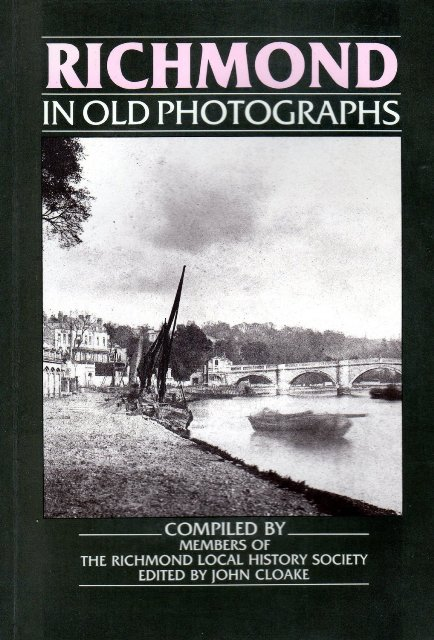 RICHMOND
IN OLD PHOTOGRAPHS
COMPILED BY
MEMBERS OF
THE RICHMOND LOCAL HISTORY SOCIETY
EDITED BY JOHN CLOAKE